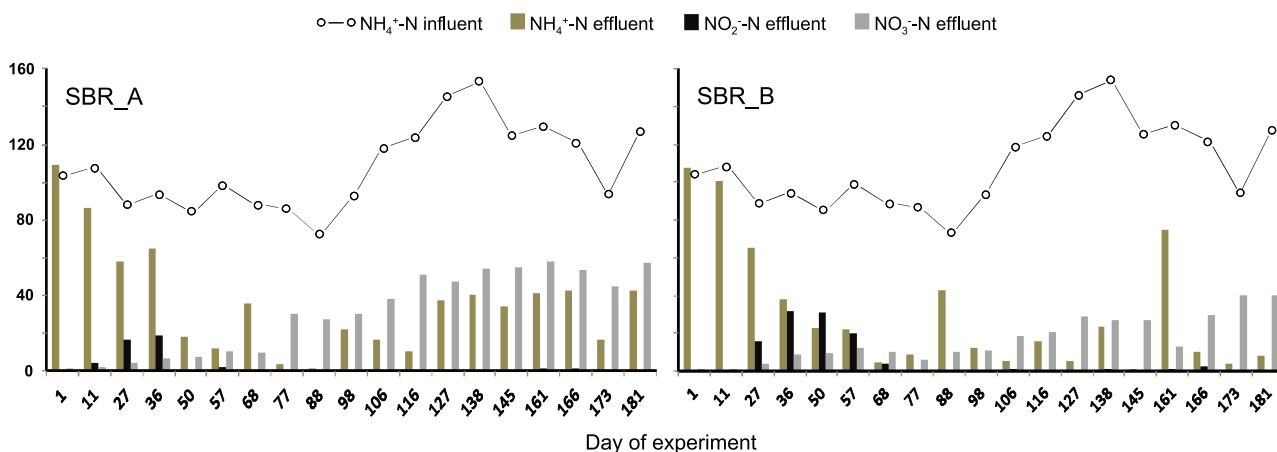 NH₄⁺-N influent NH₄⁺-N effluent NO₂⁻-N effluent NO₃⁻-N effluent
SBR_A
160
120
80
40
0
1 11 27 36 50 57 68 77 88 98 106 116 127 138 145 161 166 173 181
SBR_B
1 11 27 36 50 57 68 77 88 98 106 116 127 138 145 161 166 173 181
Day of experiment